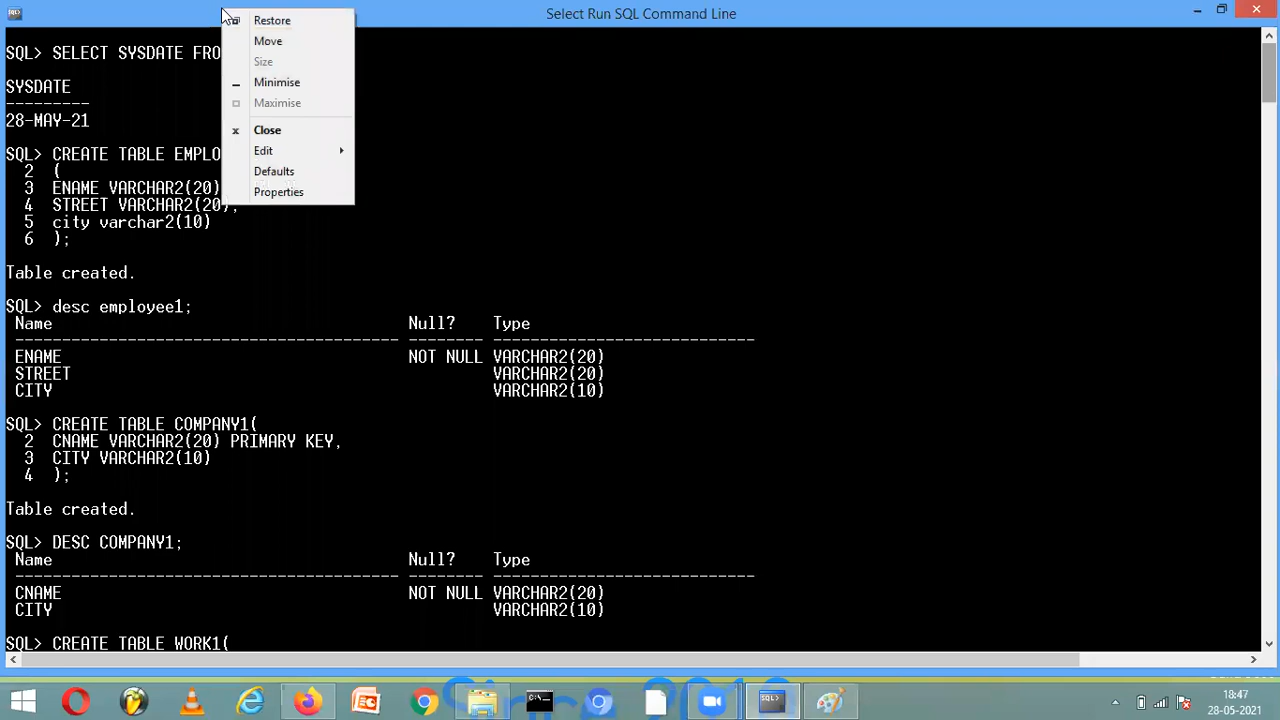 Select Run SQL Command Line
Restore
Move
Size
Minimise
Maximise
Close
Edit
Defaults
Properties
SQL> SELECT SYSDATE FRO
SYSDATE
---------
28-MAY-21
SQL> CREATE TABLE EMPLO
2 (
3 ENAME VARCHAR2(20)
4 STREET VARCHAR2(20),
5 city varchar2(10)
6 );
Table created.
SQL> desc employee1;
Name Null? Type
----------------------------------------- -------- ----------------------------
ENAME NOT NULL VARCHAR2(20)
STREET VARCHAR2(20)
CITY VARCHAR2(10)
SQL> CREATE TABLE COMPANY1(
2 CNAME VARCHAR2(20) PRIMARY KEY,
3 CITY VARCHAR2(10)
4 );
Table created.
SQL> DESC COMPANY1;
Name Null? Type
----------------------------------------- -------- ----------------------------
CNAME NOT NULL VARCHAR2(20)
CITY VARCHAR2(10)
SQL> CREATE TABLE WORK1(
18:47
28-05-2021